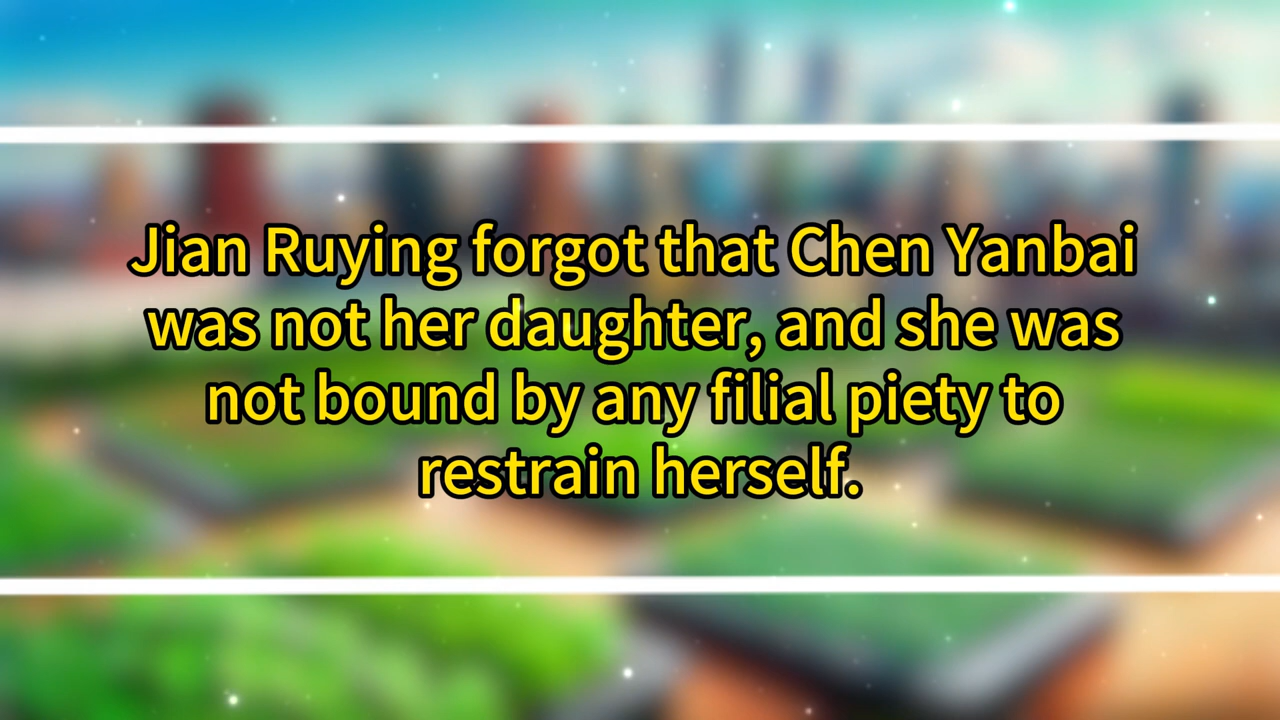 Jian Ruying forgot that Chen Yanbai
was not her daughter, and she was
not bound by any filial piety to
restrain herself.